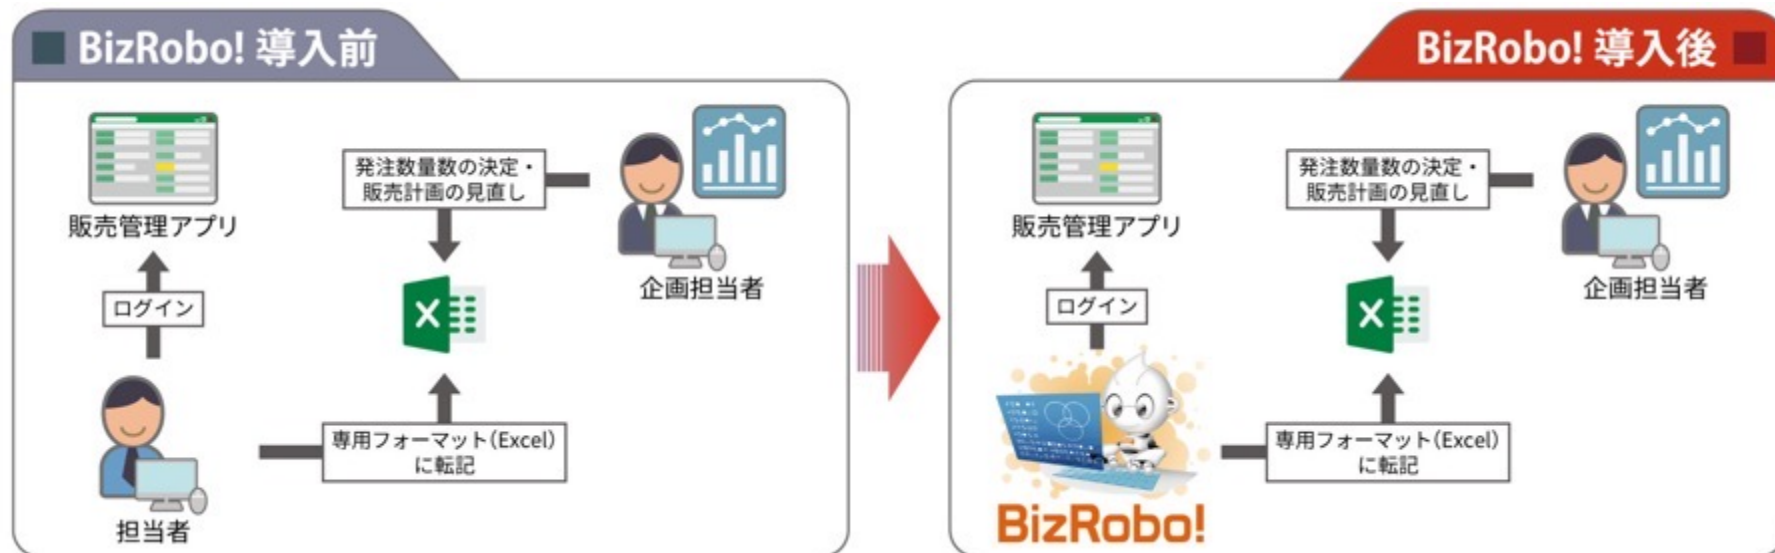 BizRobo! 導入前
販売管理アプリ
ログイン
担当者
発注数量数の決定・
販売計画の見直し
企画担当者
X
専用フォーマット(Excel)
に転記
BizRobo! 導入後
販売管理アプリ
ログイン
BizRobo!
発注数量数の決定・
販売計画の見直し
企画担当者
X
専用フォーマット(Excel)
に転記